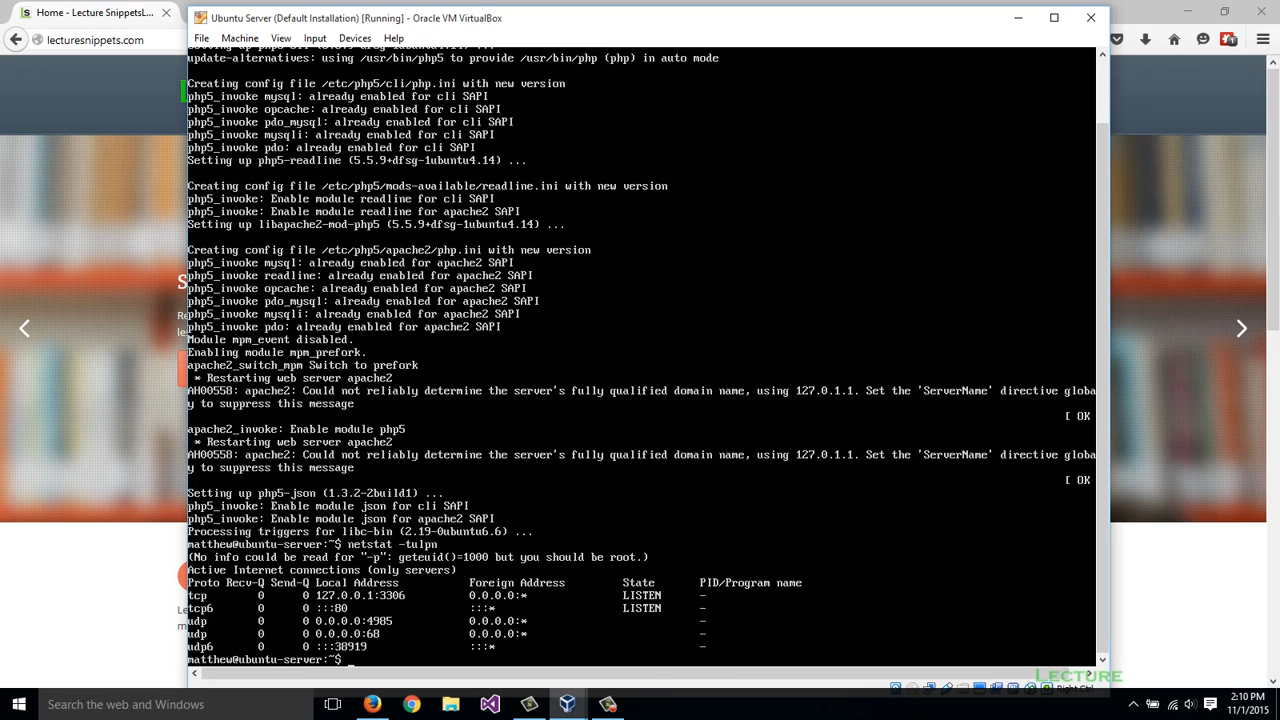 Home - Lecture SnippetsL...
Ubuntu Server (Default Installation) [Running] - Oracle VM VirtualBox
lecturesnippets.com
File Machine View Input Devices Help
update-alternatives: using /usr/bin/php5 to provide /usr/bin/php (php) in auto mode
Creating config file /etc/php5/cli/php.ini with new version
php5_invoke mysql: already enabled for cli SAPI
php5_invoke opcache: already enabled for cli SAPI
php5_invoke pdo_mysql: already enabled for cli SAPI
php5_invoke mysqli: already enabled for cli SAPI
php5_invoke pdo: already enabled for cli SAPI
Setting up php5-readline (5.5.9+dfsg-1ubuntu4.14) ...
Creating config file /etc/php5/mods-available/readline.ini with new version
php5_invoke: Enable module readline for cli SAPI
php5_invoke: Enable module readline for apache2 SAPI
Setting up libapache2-mod-php5 (5.5.9+dfsg-1ubuntu4.14) ...
Creating config file /etc/php5/apache2/php.ini with new version
php5_invoke mysql: already enabled for apache2 SAPI
php5_invoke readline: already enabled for apache2 SAPI
php5_invoke opcache: already enabled for apache2 SAPI
php5_invoke pdo_mysql: already enabled for apache2 SAPI
php5_invoke mysqli: already enabled for apache2 SAPI
php5_invoke pdo: already enabled for apache2 SAPI
Module mpm_event disabled.
Enabling module mpm_prefork.
apache2_switch_mpm Switch to prefork
* Restarting web server apache2
AH00558: apache2: Could not reliably determine the server's fully qualified domain name, using 127.0.1.1. Set the 'ServerName' directive globa
y to suppress this message
[ OK
apache2_invoke: Enable module php5
* Restarting web server apache2
AH00558: apache2: Could not reliably determine the server's fully qualified domain name, using 127.0.1.1. Set the 'ServerName' directive globa
y to suppress this message
[ OK
Setting up php5-json (1.3.2-2build1) ...
php5_invoke: Enable module json for cli SAPI
php5_invoke: Enable module json for apache2 SAPI
Processing triggers for libc-bin (2.19-0ubuntu6.6) ...
matthew@ubuntu-server:~$ netstat -tulpn
(No info could be read for "-p": geteuid()=1000 but you should be root.)
Active Internet connections (only servers)
Proto Recv-Q Send-Q Local Address Foreign Address State PID/Program name
tcp 0 0 127.0.0.1:3306 0.0.0.0:* LISTEN -
tcp6 0 0 :::80 :::* LISTEN -
udp 0 0 0.0.0.0:4985 0.0.0.0:* -
udp 0 0 0.0.0.0:68 0.0.0.0:* -
udp6 0 0 :::38919 :::* -
matthew@ubuntu-server:~$
Lecture
Right Ctrl
Search the web and Windows
2:10 PM
11/1/2015